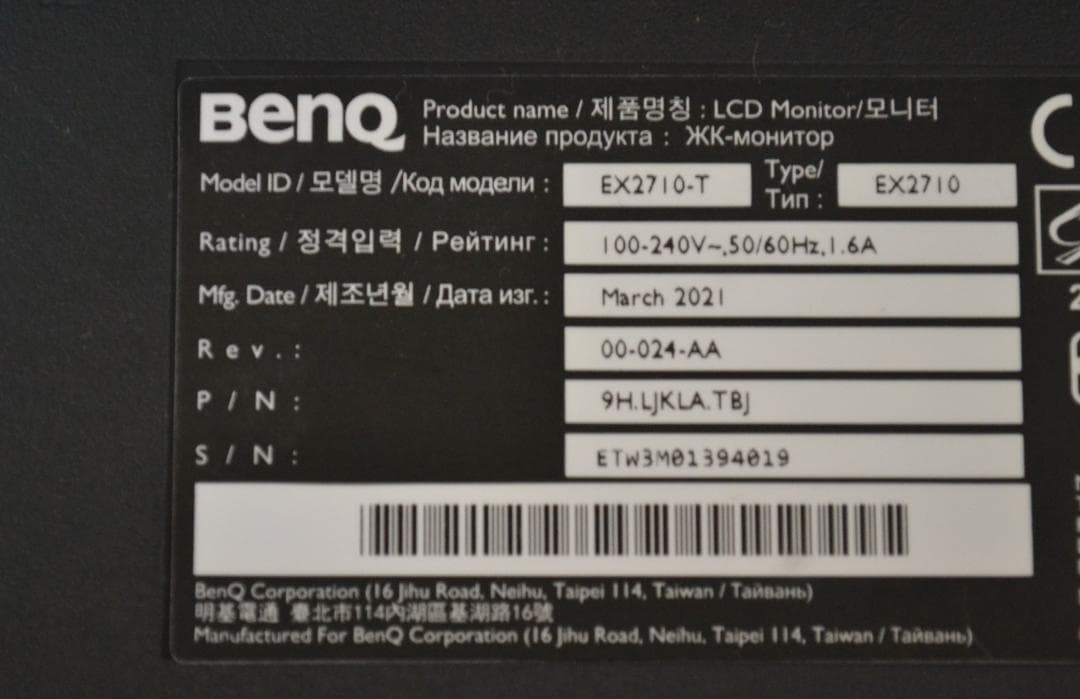 BenQ
Product name / 제품명칭 : LCD Monitor/모니터
Название продукта : ЖК-монитор
Model ID / 모델명 /Код модели : EX2710-T Type/ Тип : EX2710
Rating / 정격입력 / Рейтинг : 100-240V~,50/60Hz,1.6A
Mfg. Date / 제조년월 / Дата изг. : March 2021
Rev. : 00-024-AA
P/N : 9H.LJKLA.TBJ
S/N : ETW3M01394019
BenQ Corporation (16 Jihu Road, Neihu, Taipei 114, Taiwan / Тайвань)
明基電通 臺北市114內湖區基湖路16號
Manufactured For BenQ Corporation (16 Jihu Road, Neihu, Taipei 114, Taiwan / Тайвань)